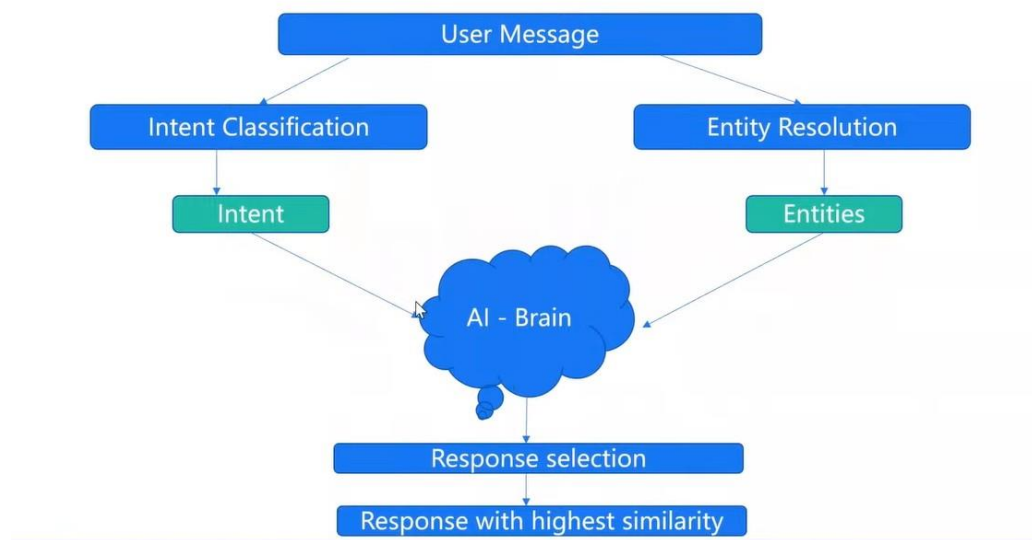 User Message
Intent Classification
Entity Resolution
Intent
Entities
AI - Brain
Response selection
Response with highest similarity